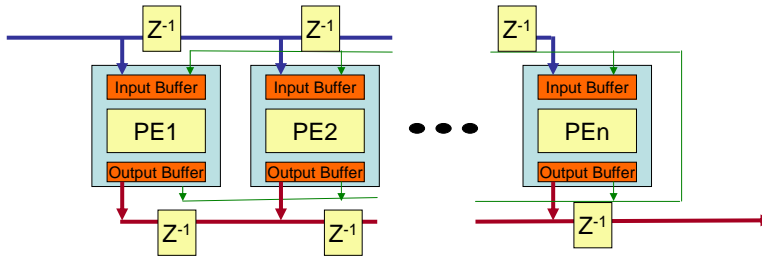 Z⁻¹ Z⁻¹ Z⁻¹
Input Buffer Input Buffer Input Buffer
PE1 PE2 PEn
Output Buffer Output Buffer Output Buffer
Z⁻¹ Z⁻¹ Z⁻¹